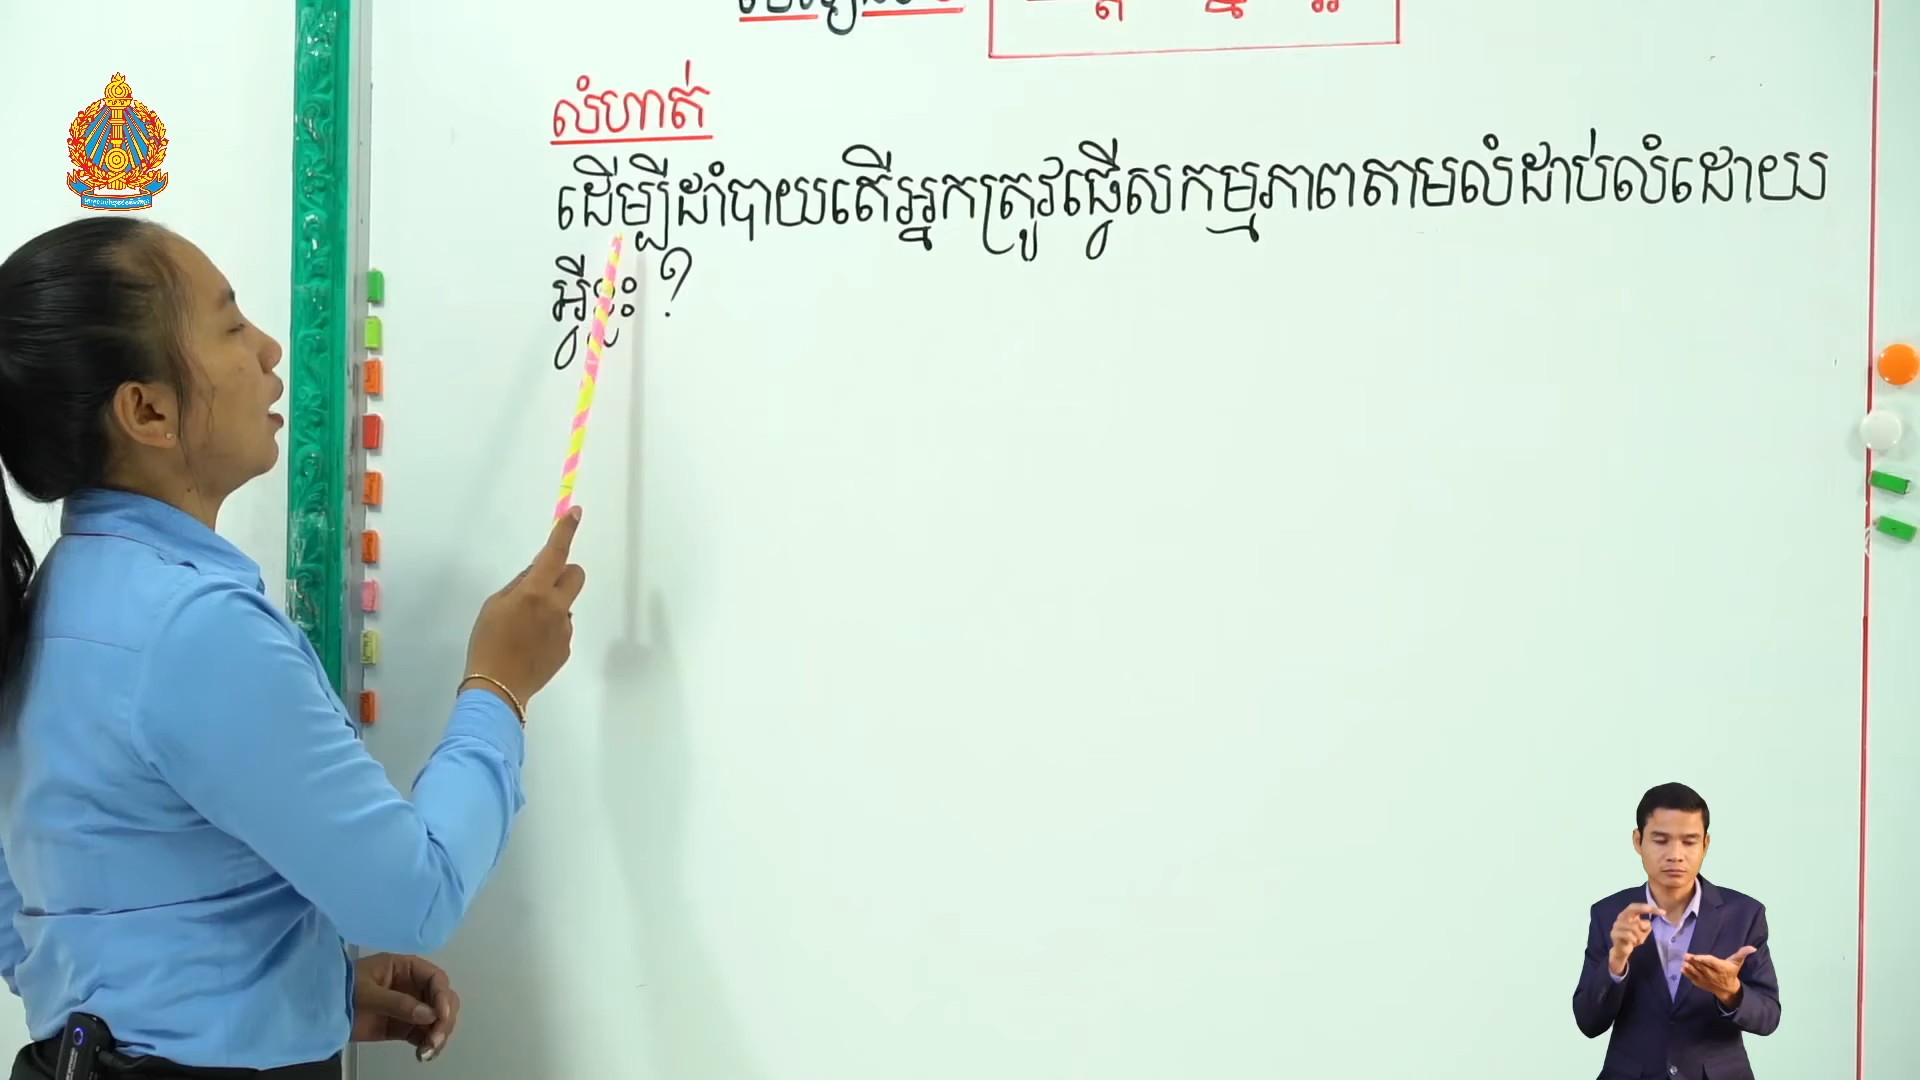 លំហាត់
ដើម្បីដាំបាយតើអ្នកត្រូវធ្វើសកម្មភាពតាមលំដាប់លំដោយ
អ្វីខ្លះ ?